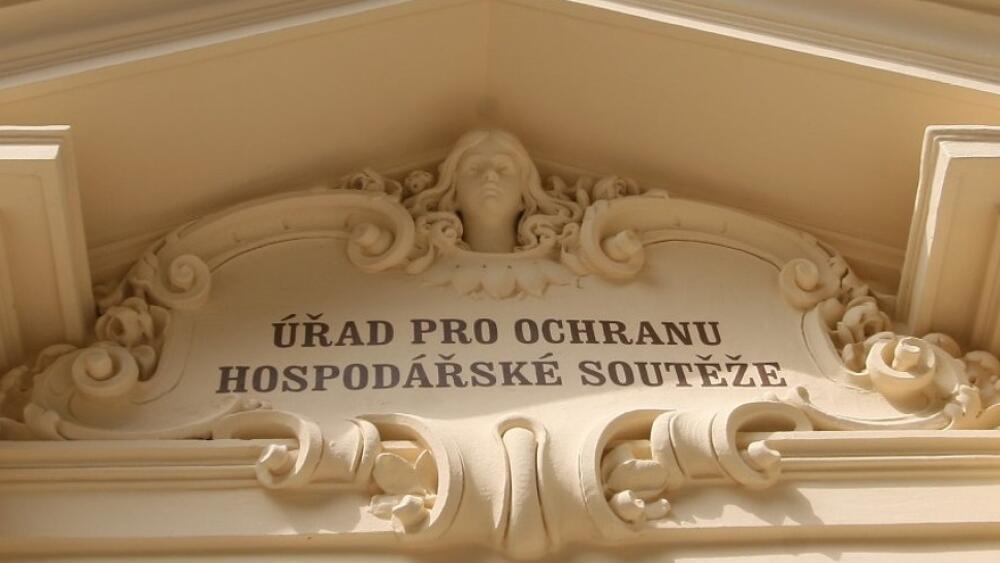 ÚŘAD PRO OCHRANU
HOSPODÁŘSKÉ SOUTĚŽE